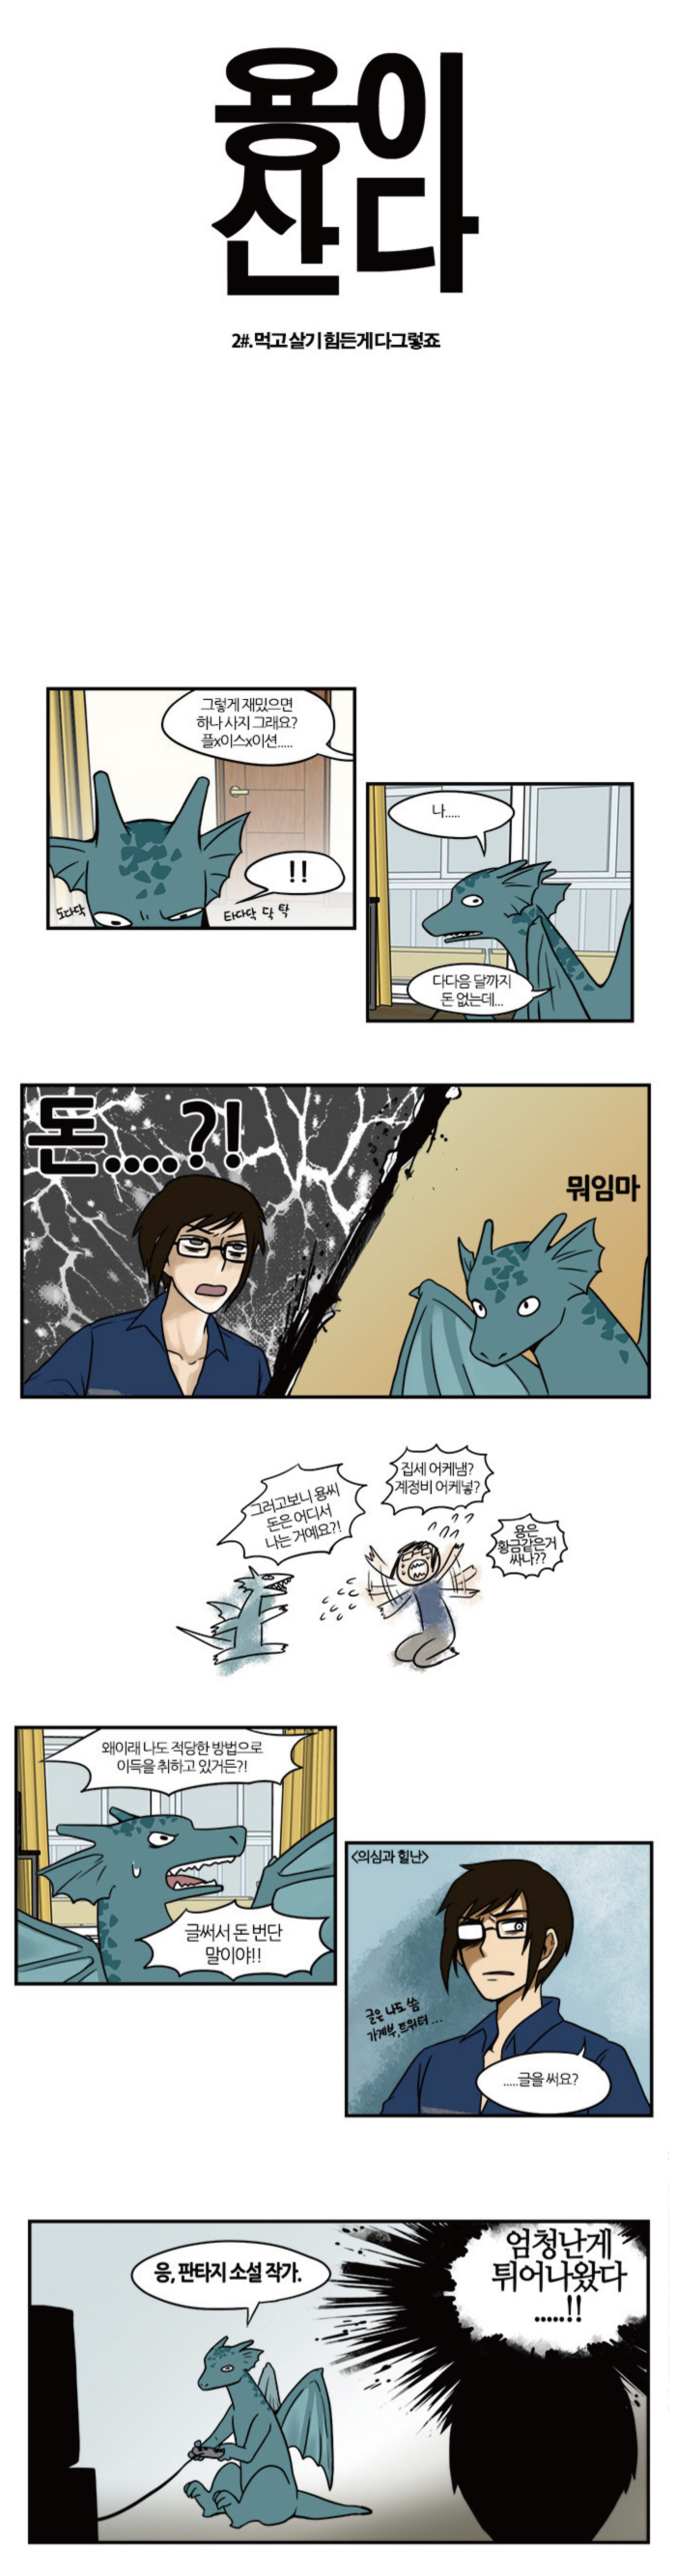 용이
산다
2#. 먹고 살기 힘든게 다그렇죠
그렇게 재밌으면
하나 사지 그래요?
플x이스x이션.....
!!
도다닥
타다닥 닥 탁
나.....
다다음 달까지
돈 없는데...
돈....?!
뭐임마
집세 어케냄?
계정비 어케넣?
그러고보니 용씨
돈은 어디서
나는 거예요?!
용은
황금같은거
싸나??
왜이래 나도 적당한 방법으로
이득을 취하고 있거든?!
글써서 돈 번단
말이야!!
<의심과 힐난>
글은 나도 씀
가계부, 트위터...
.....글을 써요?
응, 판타지 소설 작가.
엄청난게
튀어나왔다
.....!!